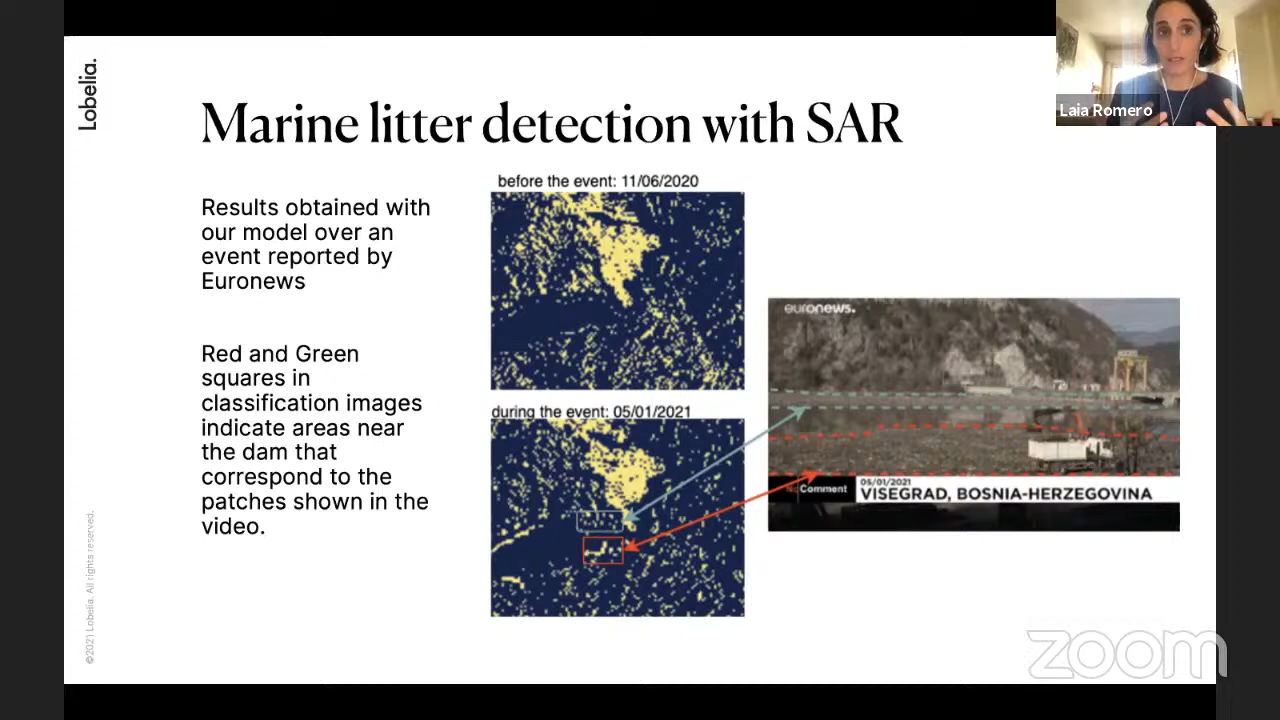 Lobelia.
Marine litter detection with SAR
Laia Romero
Results obtained with
our model over an
event reported by
Euronews
Red and Green
squares in
classification images
indicate areas near
the dam that
correspond to the
patches shown in the
video.
before the event: 11/06/2020
during the event: 05/01/2021
euronews.
No Comment
05/01/2021
VISEGRAD, BOSNIA-HERZEGOVINA
©2021 Lobelia. All rights reserved.
zoom